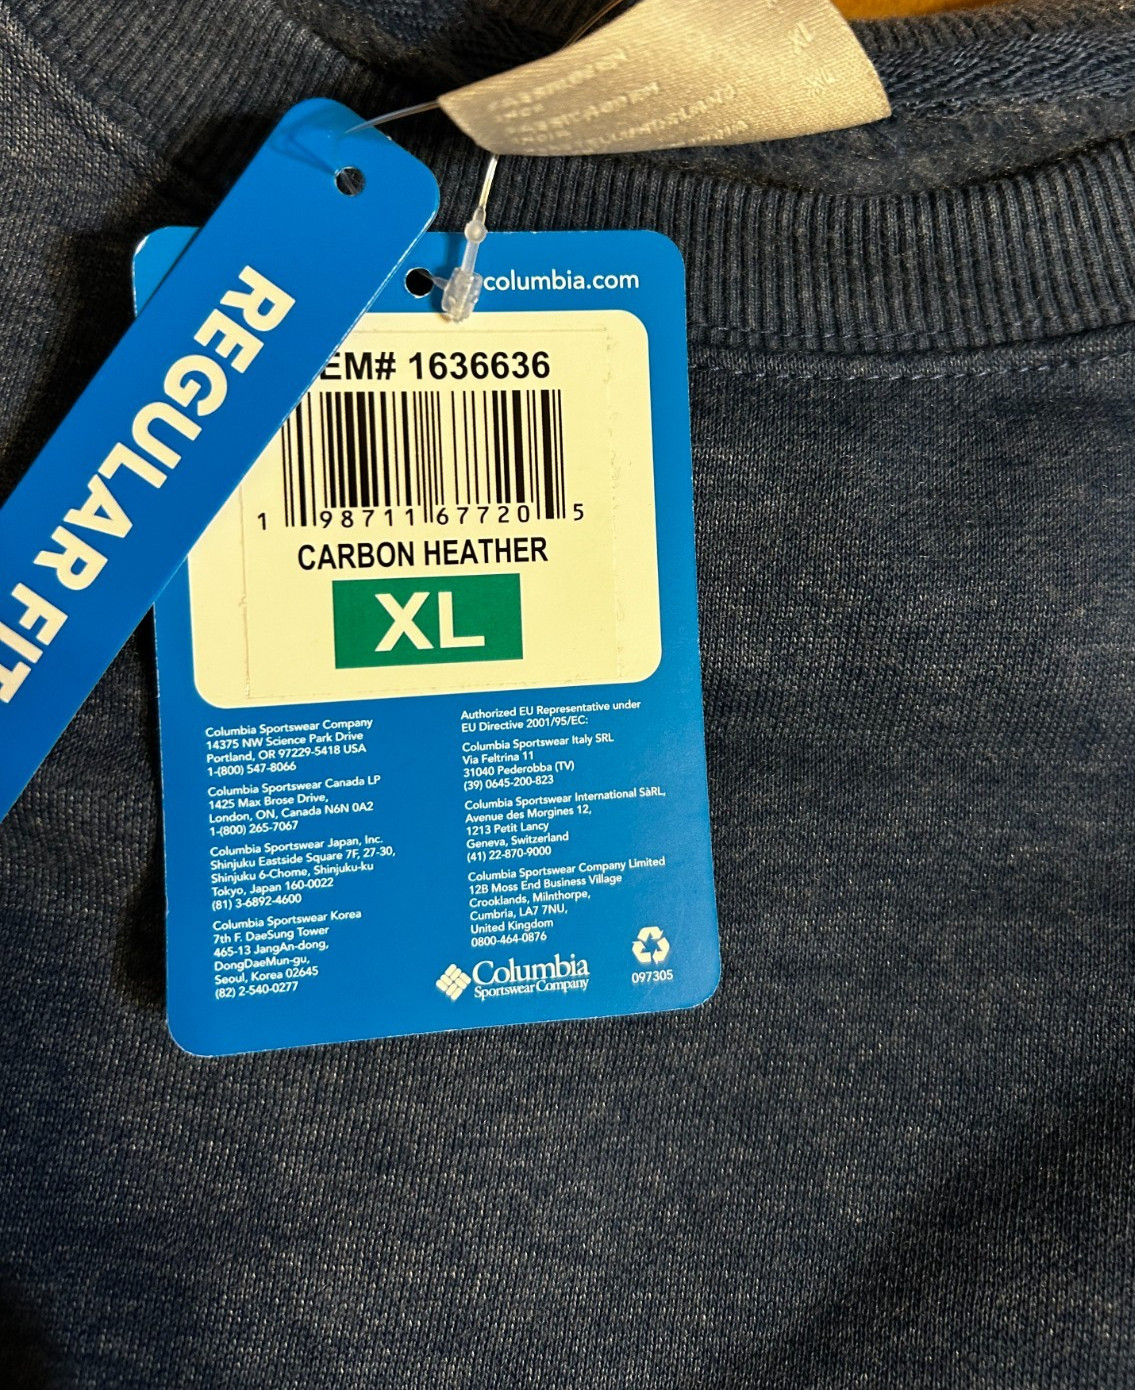 REGULAR FIT
columbia.com
EM# 1636636
1 98711 67720 5
CARBON HEATHER
XL
Columbia Sportswear Company
14375 NW Science Park Drive
Portland, OR 97229-5418 USA
1-(800) 547-8066
Columbia Sportswear Canada LP
1425 Max Brose Drive,
London, ON, Canada N6N 0A2
1-(800) 265-7067
Columbia Sportswear Japan, Inc.
Shinjuku Eastside Square 7F, 27-30,
Shinjuku 6-Chome, Shinjuku-ku
Tokyo, Japan 160-0022
(81) 3-6892-4600
Columbia Sportswear Korea
7th F. DaeSung Tower
465-13 JangAn-dong,
DongDaeMun-gu,
Seoul, Korea 02645
(82) 2-540-0277
Authorized EU Representative under
EU Directive 2001/95/EC:
Columbia Sportswear Italy SRL
Via Feltrina 11
31040 Pederobba (TV)
(39) 0645-200-823
Columbia Sportswear International SàRL,
Avenue des Morgines 12,
1213 Petit Lancy
Geneva, Switzerland
(41) 22-870-9000
Columbia Sportswear Company Limited
12B Moss End Business Village
Crooklands, Milnthorpe,
Cumbria, LA7 7NU,
United Kingdom
0800-464-0876
Columbia
Sportswear Company
097305